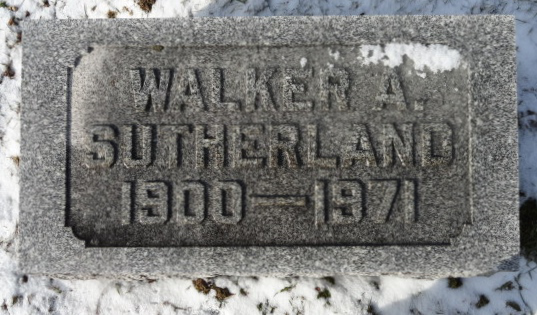 WALKER A.
SUTHERLAND
1900—1971